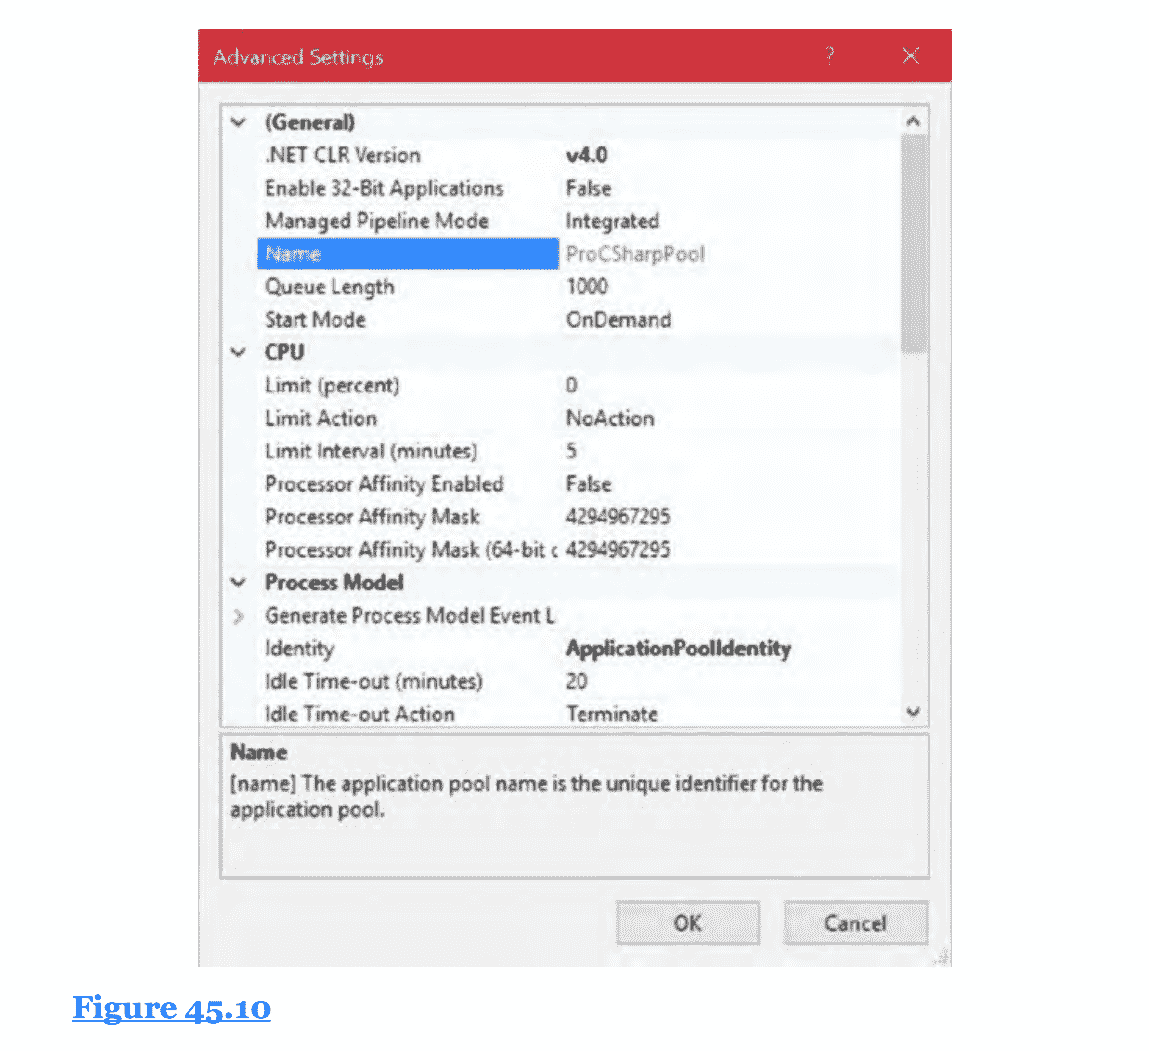 Advanced Settings ? ×
(General)
.NET CLR Version v4.0
Enable 32-Bit Applications False
Managed Pipeline Mode Integrated
Name ProCSharpPool
Queue Length 1000
Start Mode OnDemand
CPU
Limit (percent) 0
Limit Action NoAction
Limit Interval (minutes) 5
Processor Affinity Enabled False
Processor Affinity Mask 4294967295
Processor Affinity Mask (64-bit c 4294967295
Process Model
Generate Process Model Event L
Identity ApplicationPoolIdentity
Idle Time-out (minutes) 20
Idle Time-out Action Terminate
Name
[name] The application pool name is the unique identifier for the
application pool.
OK Cancel
Figure 45.10